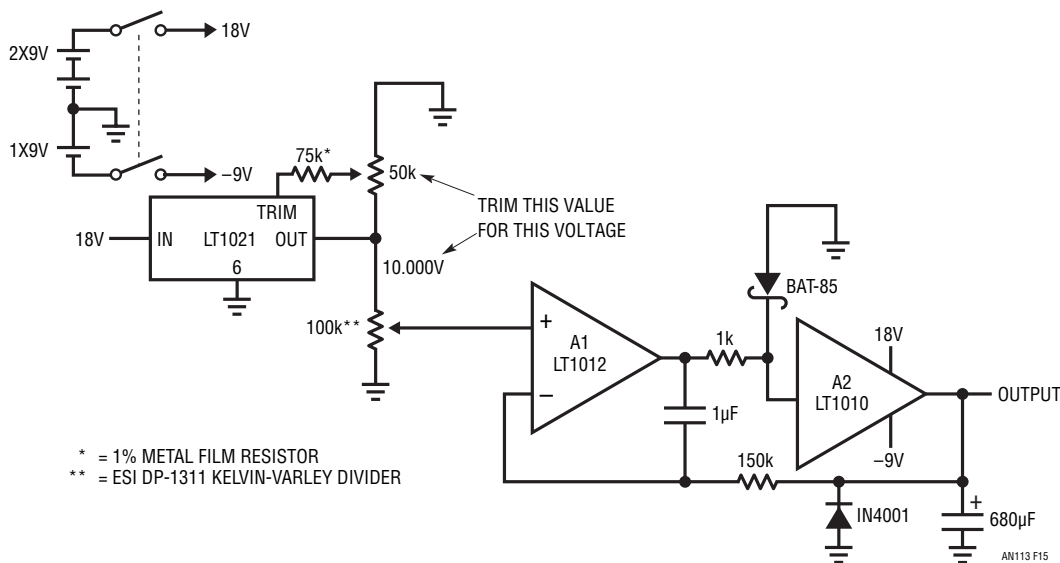 2X9V
18V
1X9V
–9V
75k*
50k
TRIM THIS VALUE
FOR THIS VOLTAGE
TRIM
18V
IN
LT1021
OUT
6
10.000V
100k**
+
A1
LT1012
–
1k
BAT-85
18V
A2
LT1010
OUTPUT
–9V
1µF
150k
IN4001
+
680µF
* = 1% METAL FILM RESISTOR
** = ESI DP-1311 KELVIN-VARLEY DIVIDER
AN113 F15